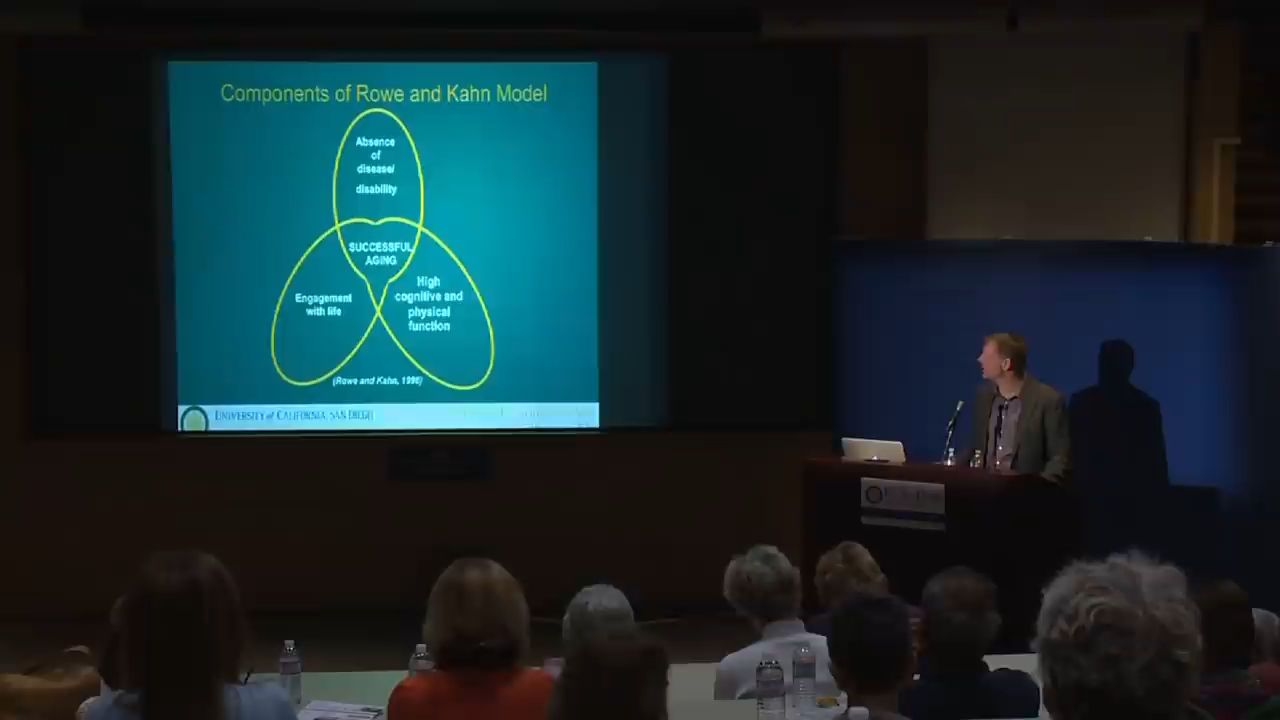 Components of Rowe and Kahn Model
Absence
of
disease/
disability
SUCCESSFUL
AGING
Engagement
with life
High
cognitive and
physical
function
(Rowe and Kahn, 1998)
UNIVERSITY of CALIFORNIA, SAN DIEGO